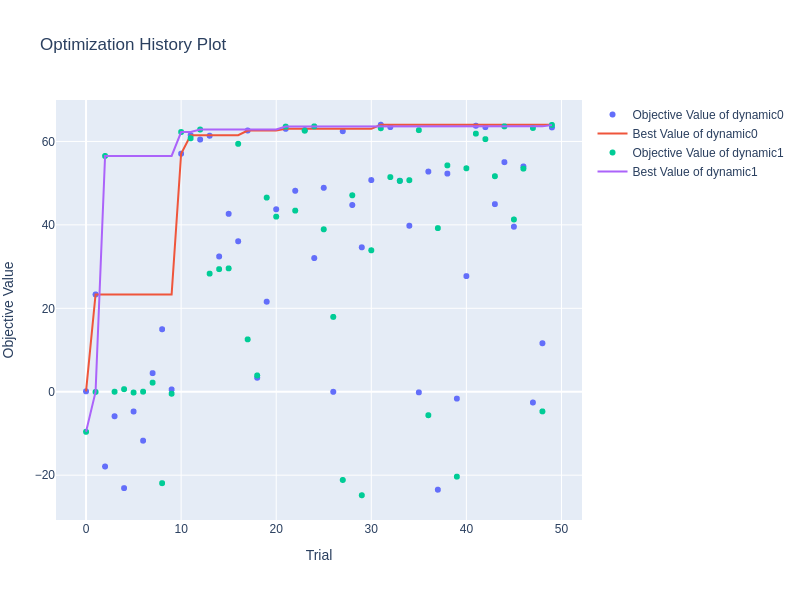 Optimization History Plot
Objective Value of dynamic0
Best Value of dynamic0
Objective Value of dynamic1
Best Value of dynamic1
Objective Value
60
40
20
0
−20
0
10
20
30
40
50
Trial